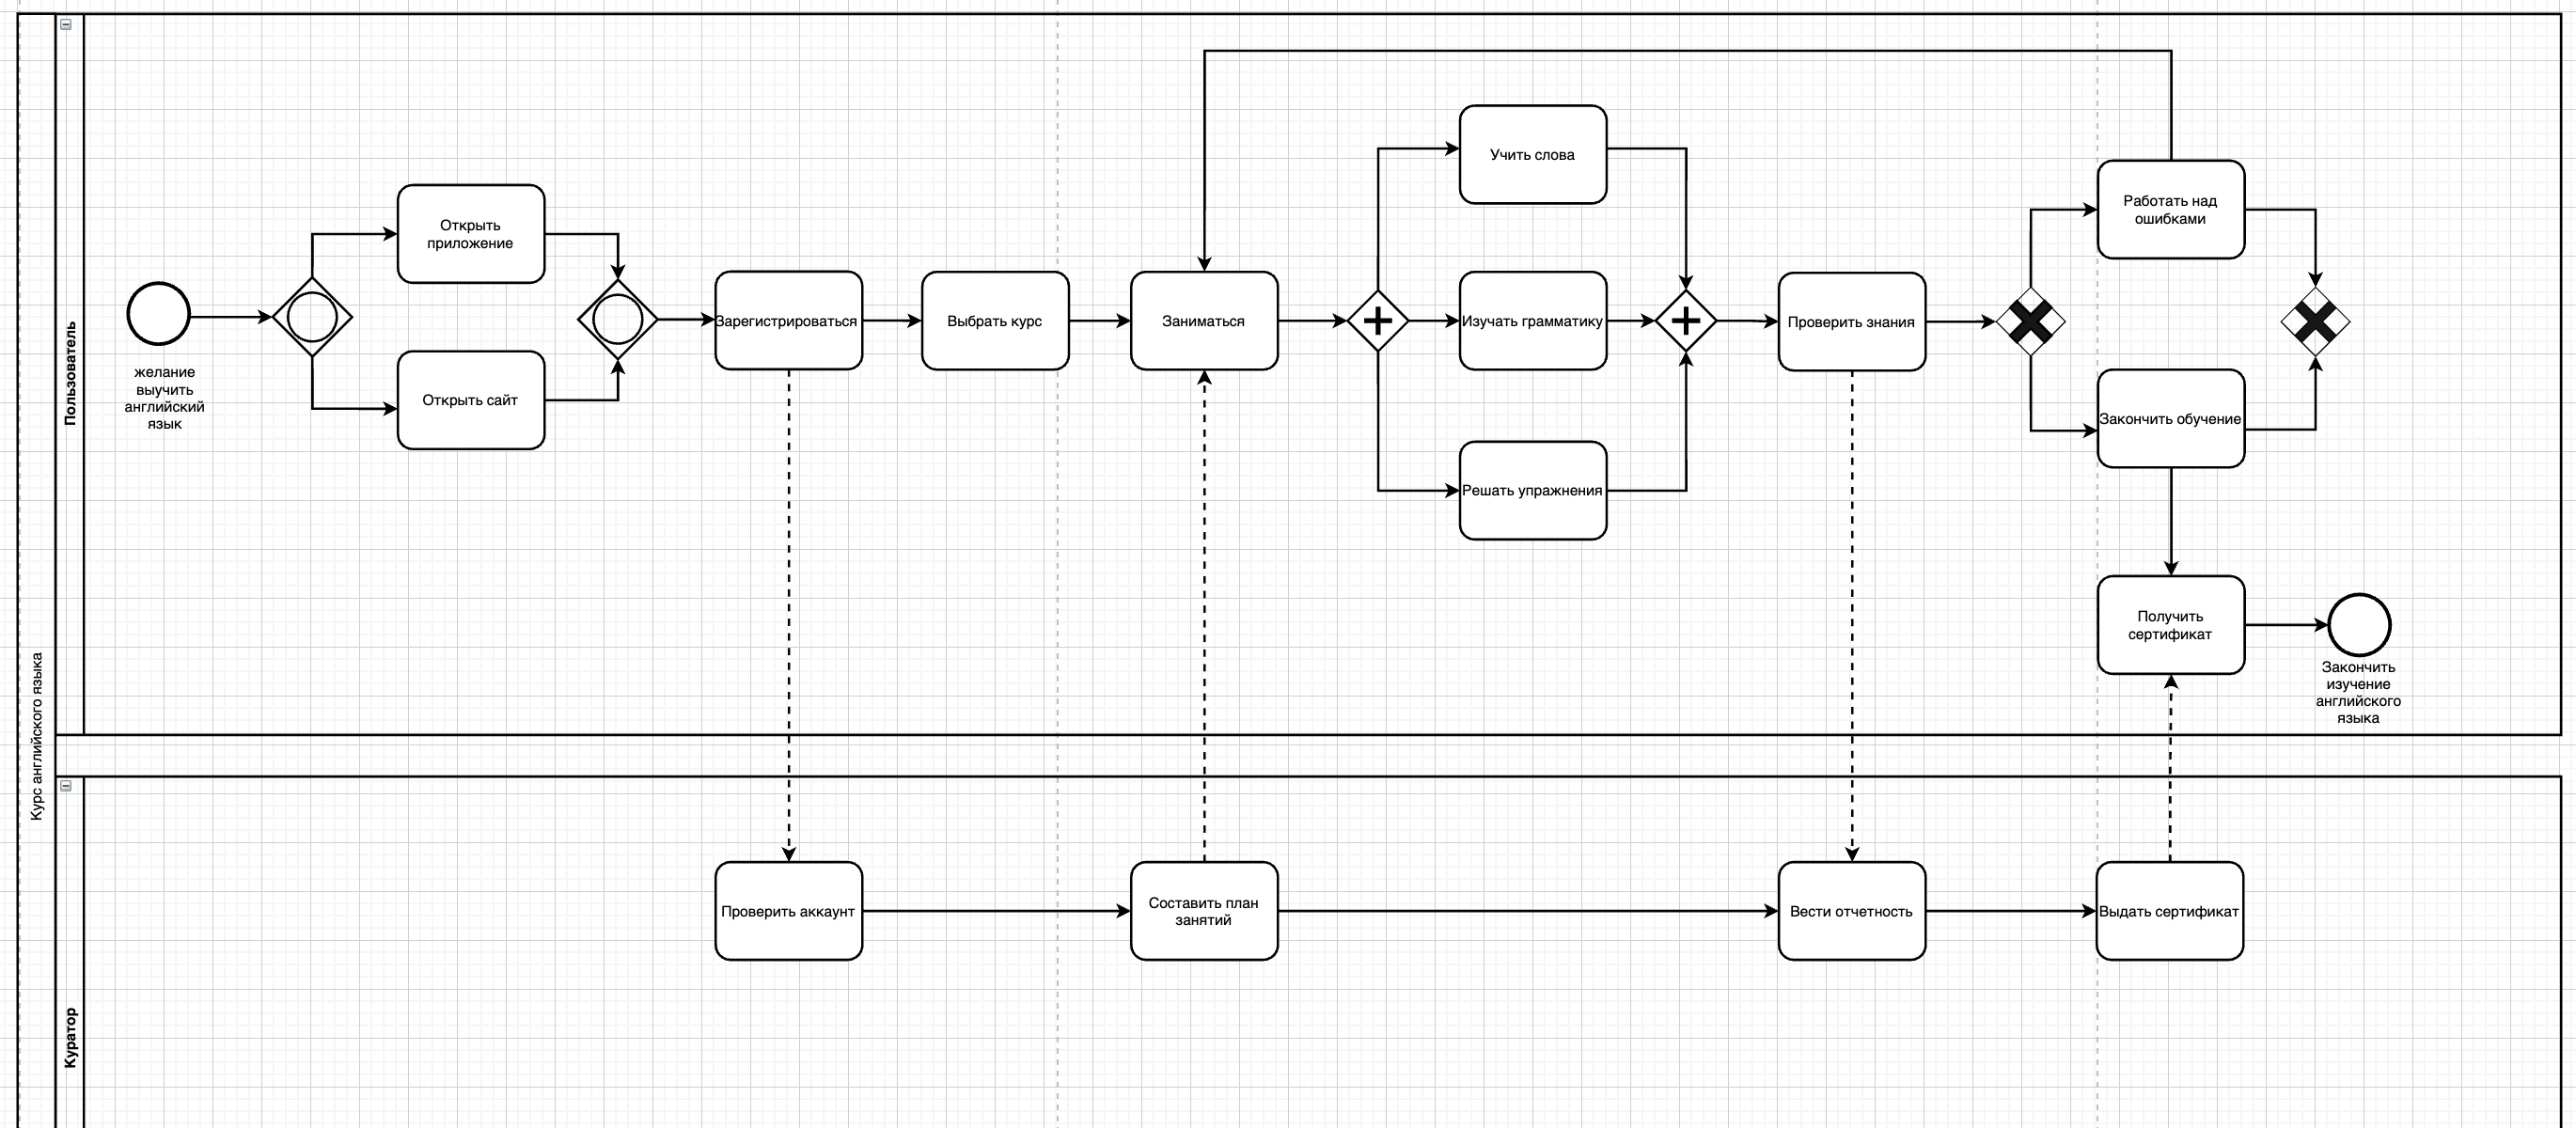 Курс английского языка
Пользователь
желание
выучить
английский
язык
Открыть
приложение
Открыть сайт
Зарегистрироваться
Выбрать курс
Заниматься
Учить слова
Изучать грамматику
Решать упражнения
Проверить знания
Работать над
ошибками
Закончить обучение
Получить
сертификат
Закончить
изучение
английского
языка
Куратор
Проверить аккаунт
Составить план
занятий
Вести отчетность
Выдать сертификат